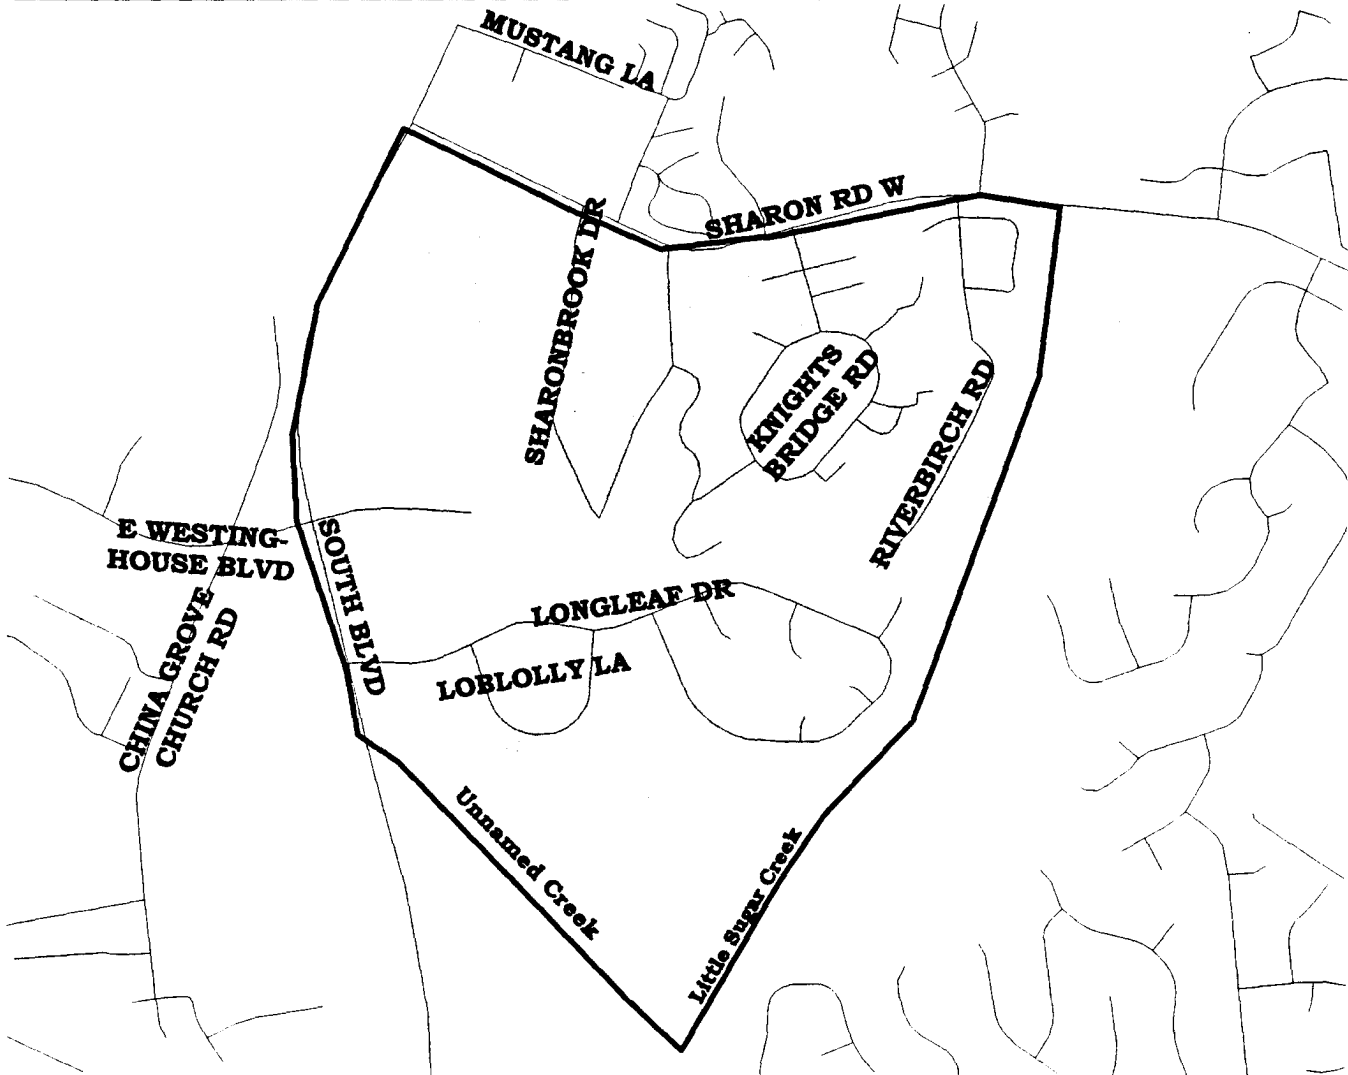 MUSTANG LA
SHARON RD W
SHARONBROOK DR
KNIGHTS
BRIDGE RD
RIVERBIRCH RD
E WESTING-
HOUSE BLVD
SOUTH BLVD
LONGLEAF DR
LOBLOLLY LA
CHINA GROVE
CHURCH RD
Unnamed Creek
Little Sugar Creek